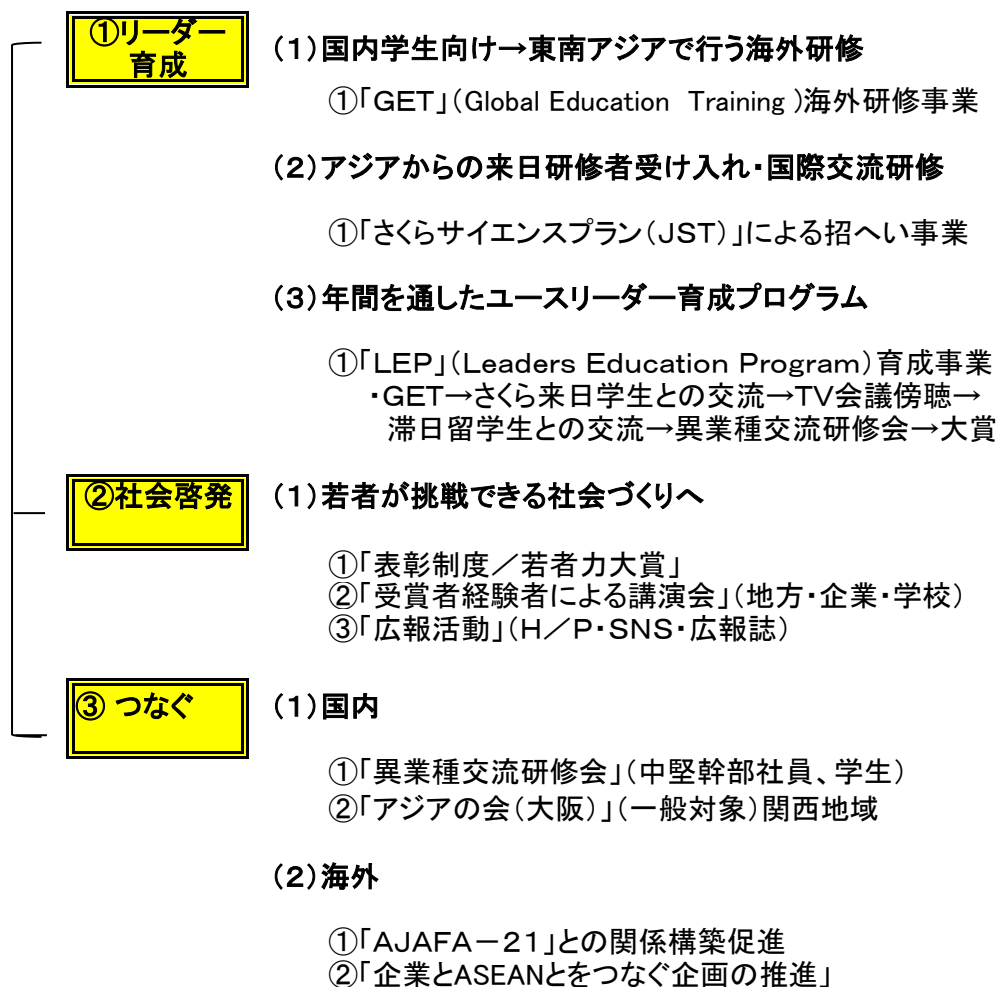 ①リーダー
育成
（1）国内学生向け→東南アジアで行う海外研修
①「GET」（Global Education Training ）海外研修事業
（2）アジアからの来日研修者受け入れ・国際交流研修
①「さくらサイエンスプラン（JST）」による招へい事業
（3）年間を通したユースリーダー育成プログラム
①「LEP」（Leaders Education Program）育成事業
・GET→さくら来日学生との交流→TV会議傍聴→
滞日留学生との交流→異業種交流研修会→大賞
②社会啓発
（1）若者が挑戦できる社会づくりへ
①「表彰制度／若者力大賞」
②「受賞者経験者による講演会」（地方・企業・学校）
③「広報活動」（H／P・SNS・広報誌）
③ つなぐ
（1）国内
①「異業種交流研修会」（中堅幹部社員、学生）
②「アジアの会（大阪）」（一般対象）関西地域
（2）海外
①「AJAFA－21」との関係構築促進
②「企業とASEANとをつなぐ企画の推進」